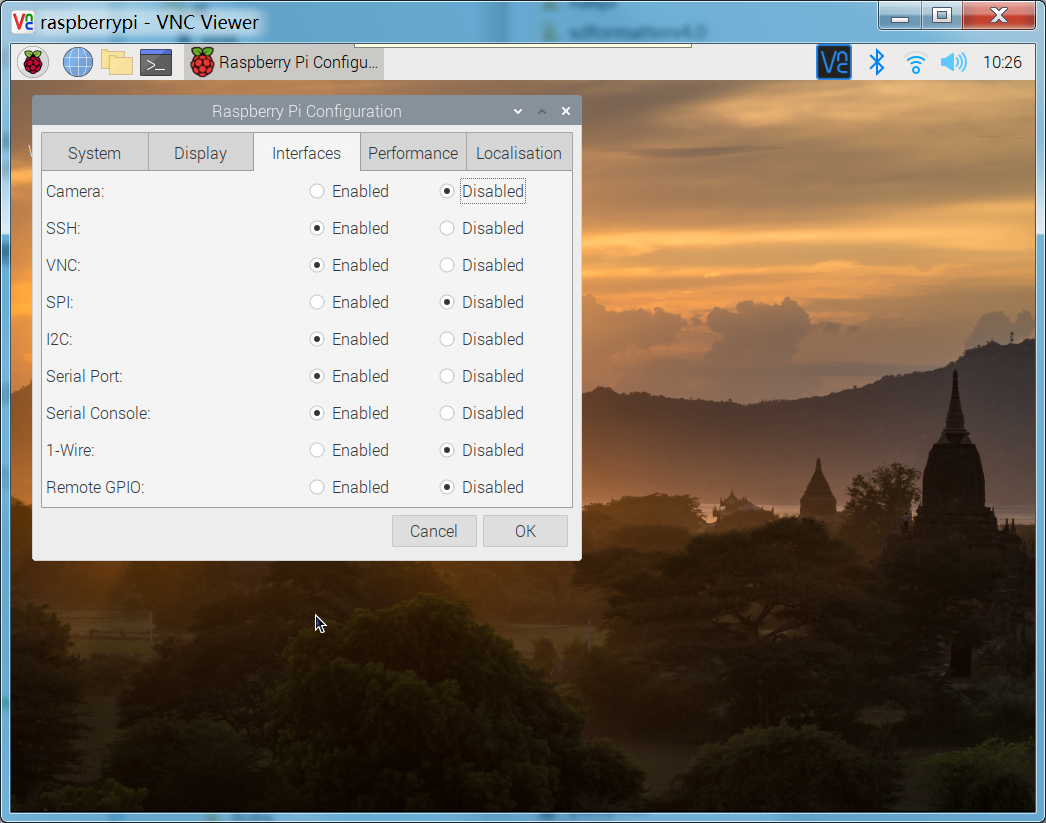 raspberrypi - VNC Viewer
Raspberry Pi Configu...
10:26
Raspberry Pi Configuration
System Display Interfaces Performance Localisation
Camera: Enabled Disabled
SSH: Enabled Disabled
VNC: Enabled Disabled
SPI: Enabled Disabled
I2C: Enabled Disabled
Serial Port: Enabled Disabled
Serial Console: Enabled Disabled
1-Wire: Enabled Disabled
Remote GPIO: Enabled Disabled
Cancel OK